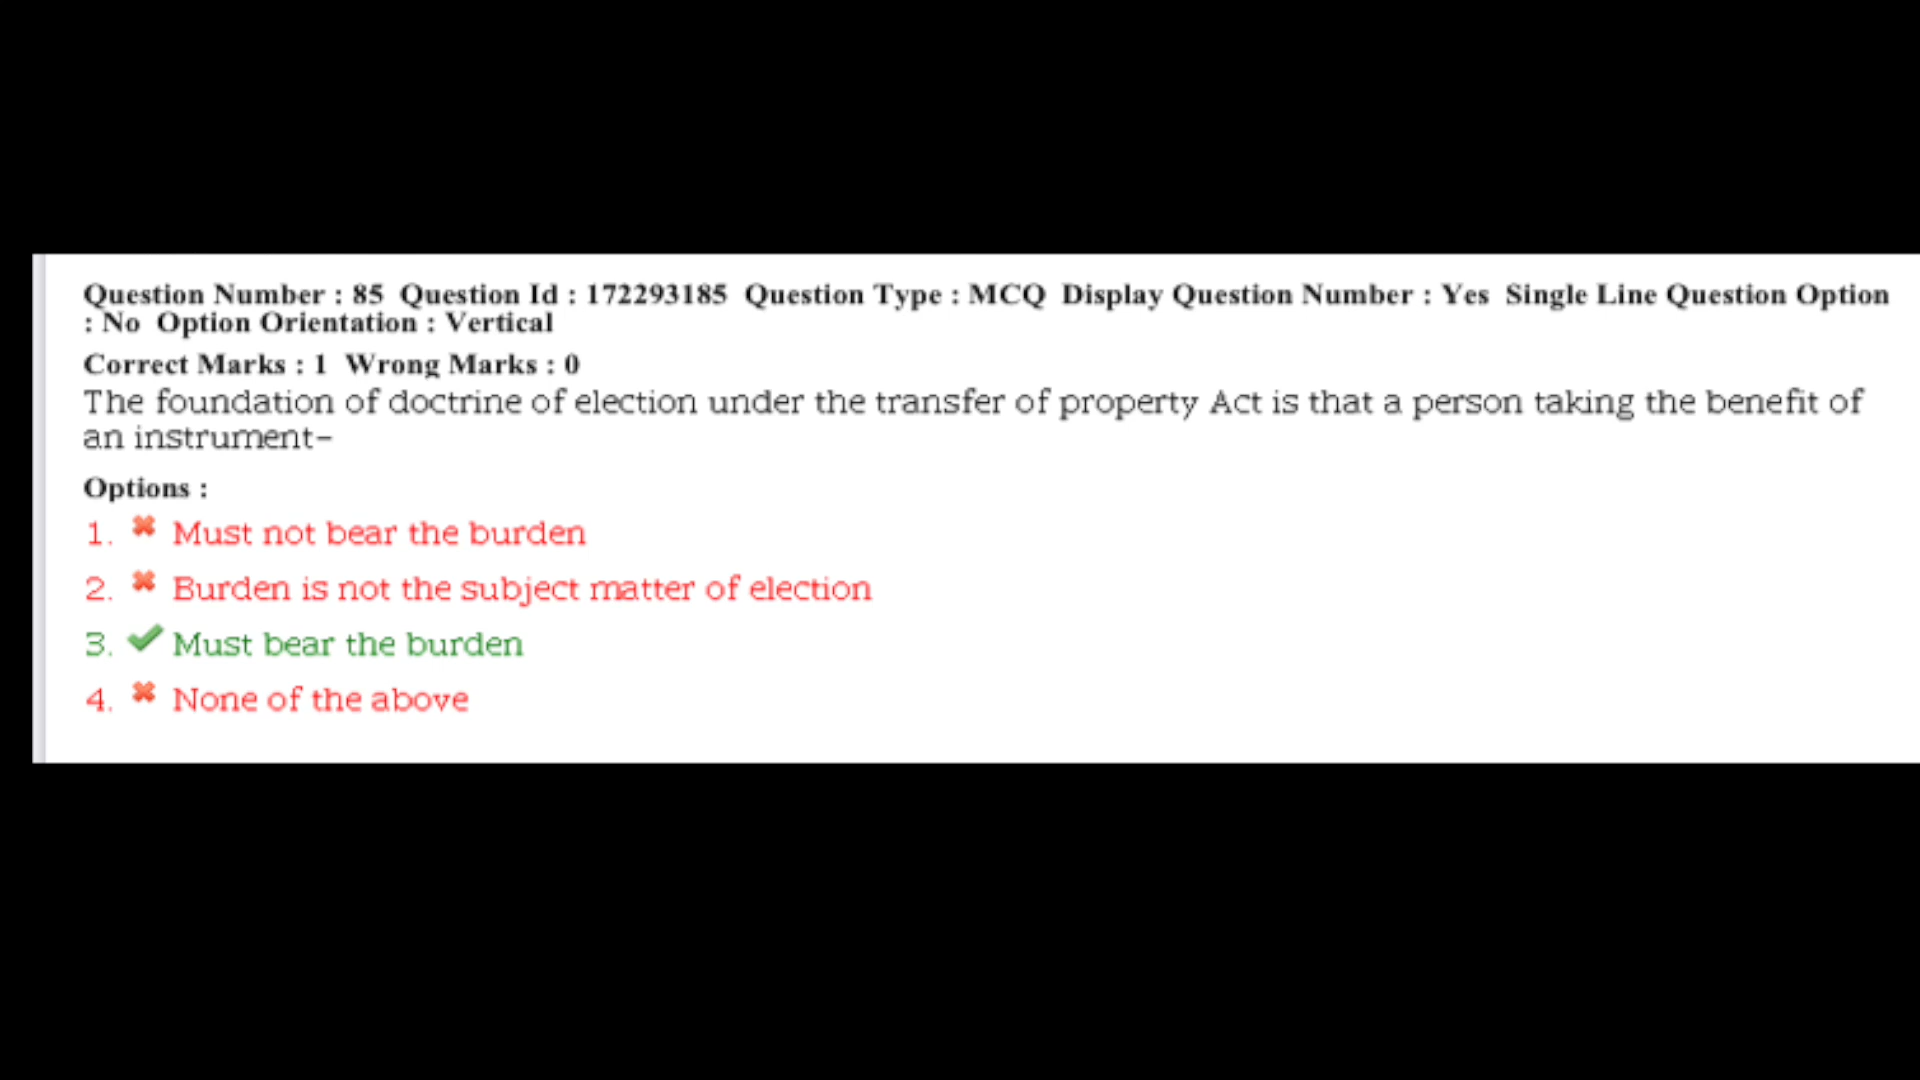 Question Number : 85 Question Id : 172293185 Question Type : MCQ Display Question Number : Yes Single Line Question Option
: No Option Orientation : Vertical
Correct Marks : 1 Wrong Marks : 0
The foundation of doctrine of election under the transfer of property Act is that a person taking the benefit of
an instrument-
Options :
1. Must not bear the burden
2. Burden is not the subject matter of election
3. Must bear the burden
4. None of the above